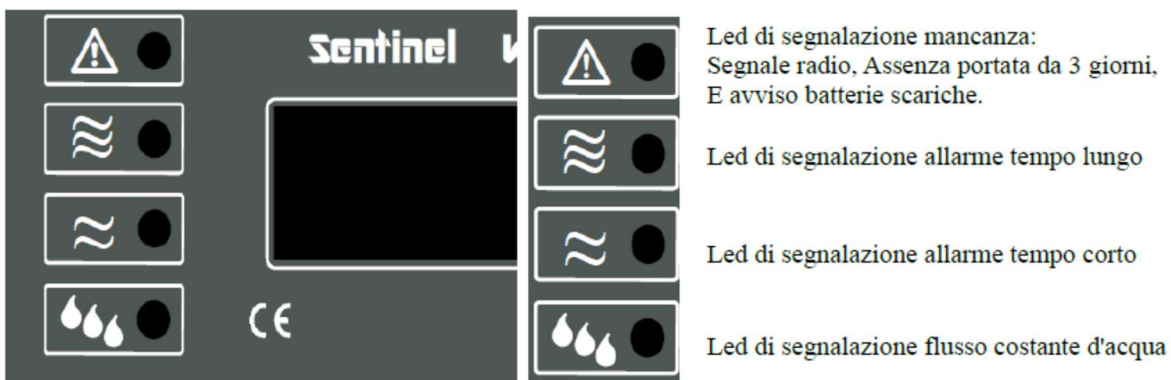 Sentinel
CE
Led di segnalazione mancanza:
Segnale radio, Assenza portata da 3 giorni,
E avviso batterie scariche.
Led di segnalazione allarme tempo lungo
Led di segnalazione allarme tempo corto
Led di segnalazione flusso costante d'acqua